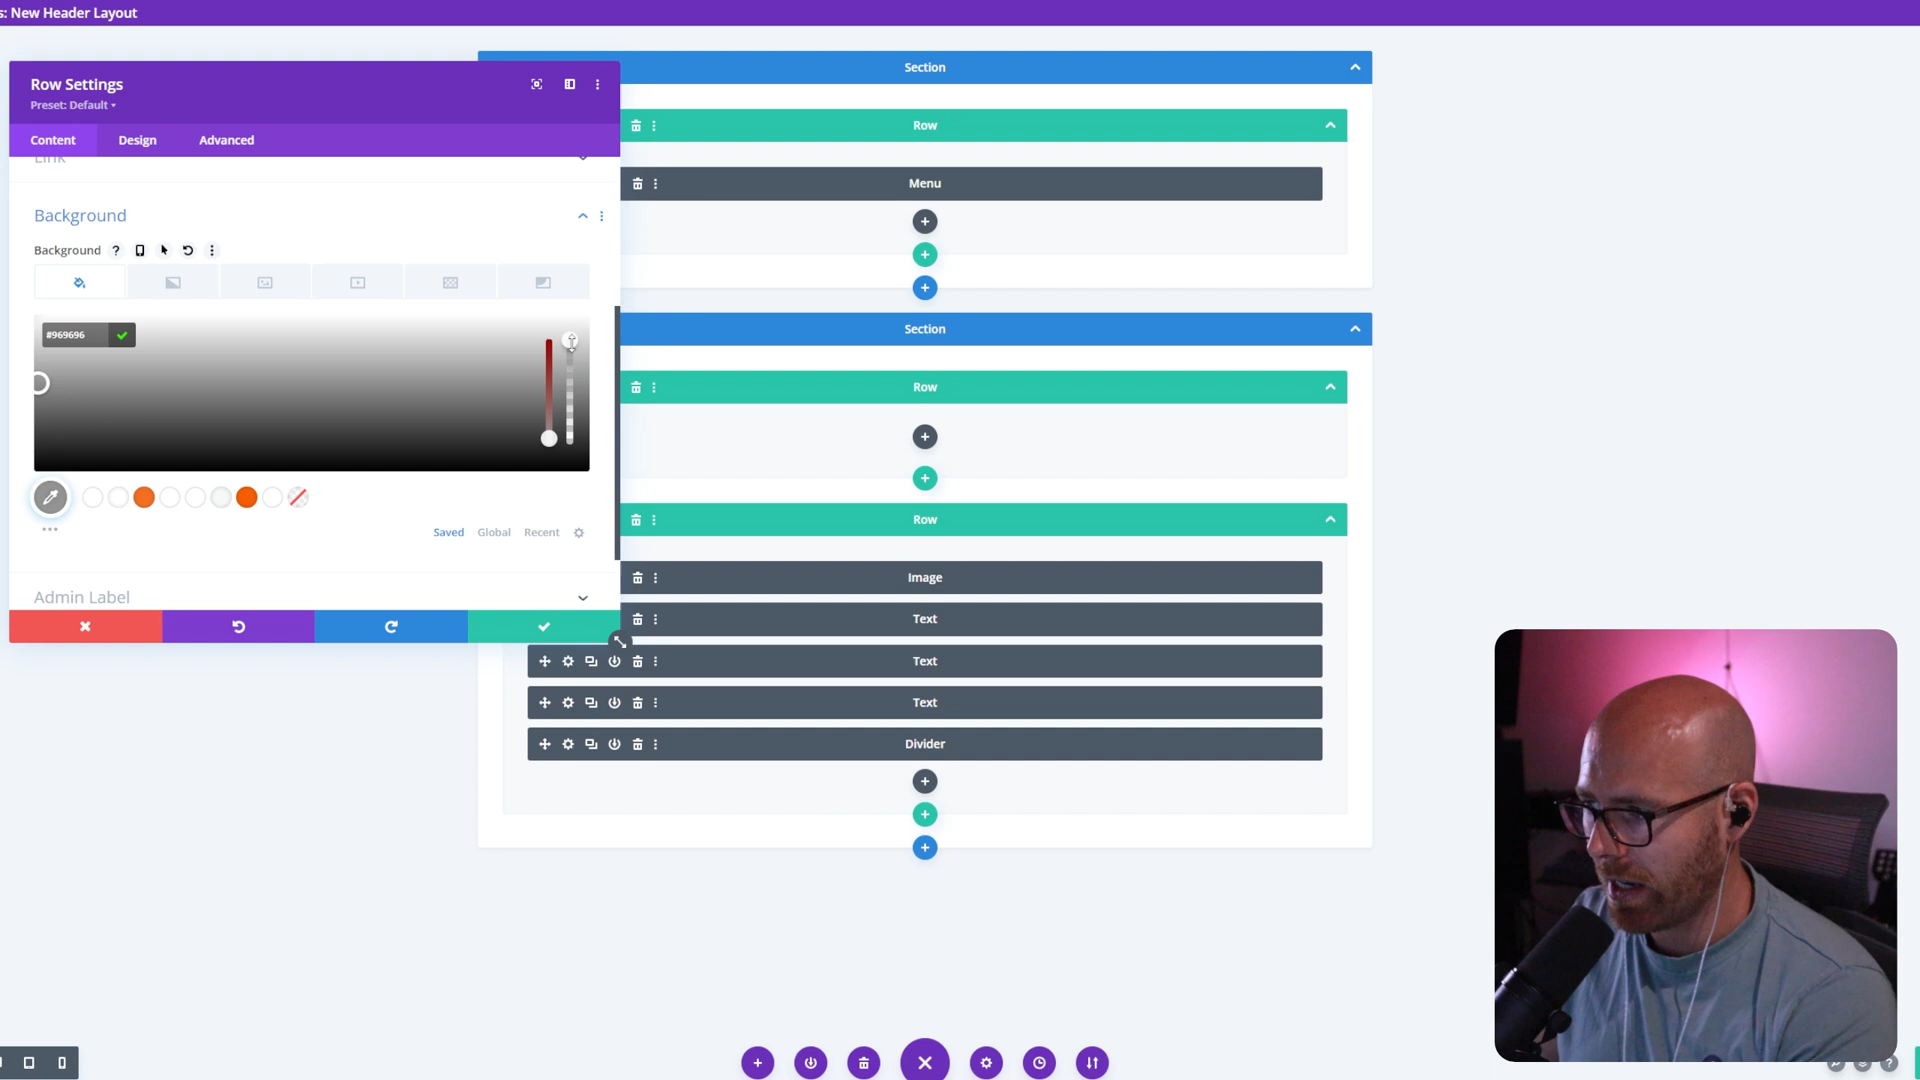 s: New Header Layout
Section
Row Settings
Preset: Default
Row
Content
Design
Advanced
Link
Menu
Background
Background
#969696
Section
Row
Saved
Global
Recent
Row
Image
Admin Label
Text
Text
Text
Divider